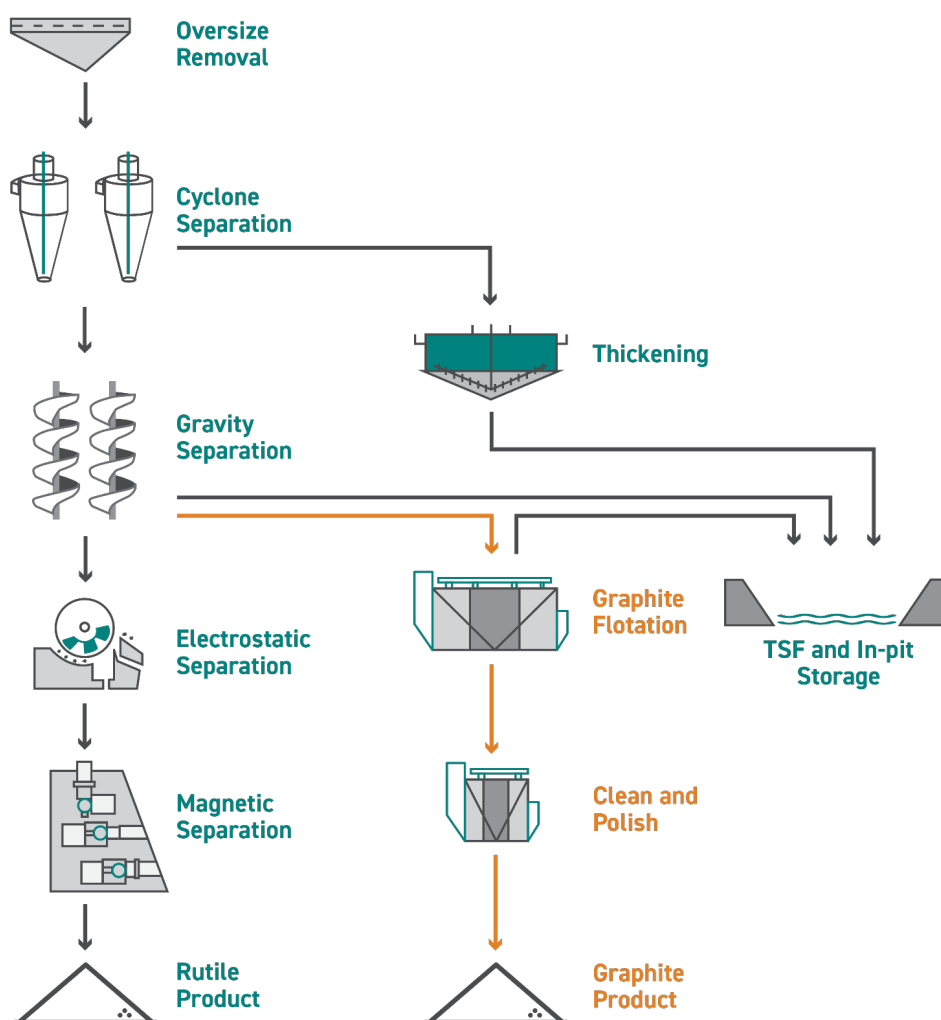 Oversize
Removal
Cyclone
Separation
Thickening
Gravity
Separation
Electrostatic
Separation
Graphite
Flotation
TSF and In-pit
Storage
Magnetic
Separation
Clean and
Polish
Rutile
Product
Graphite
Product